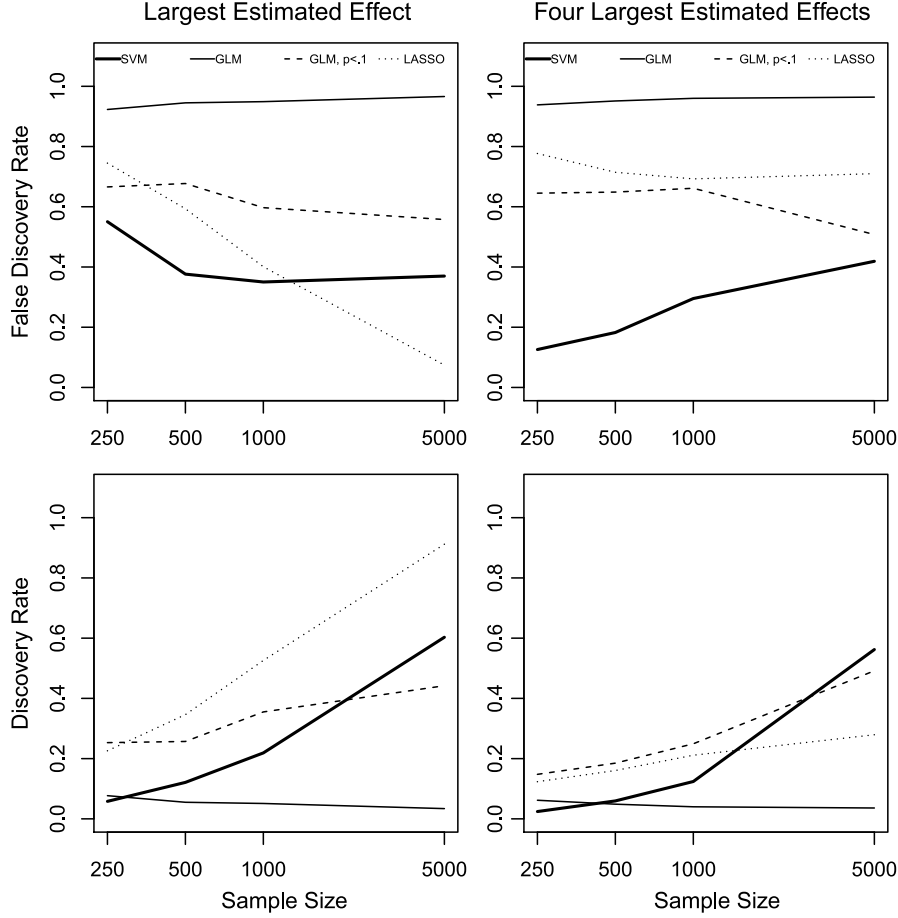 Largest Estimated Effect
Four Largest Estimated Effects
SVM GLM GLM, p<.1 LASSO
SVM GLM GLM, p<.1 LASSO
False Discovery Rate
1.0
0.8
0.6
0.4
0.2
0.0
250 500 1000 5000
1.0
0.8
0.6
0.4
0.2
0.0
250 500 1000 5000
Discovery Rate
1.0
0.8
0.6
0.4
0.2
0.0
250 500 1000 5000
Sample Size
1.0
0.8
0.6
0.4
0.2
0.0
250 500 1000 5000
Sample Size